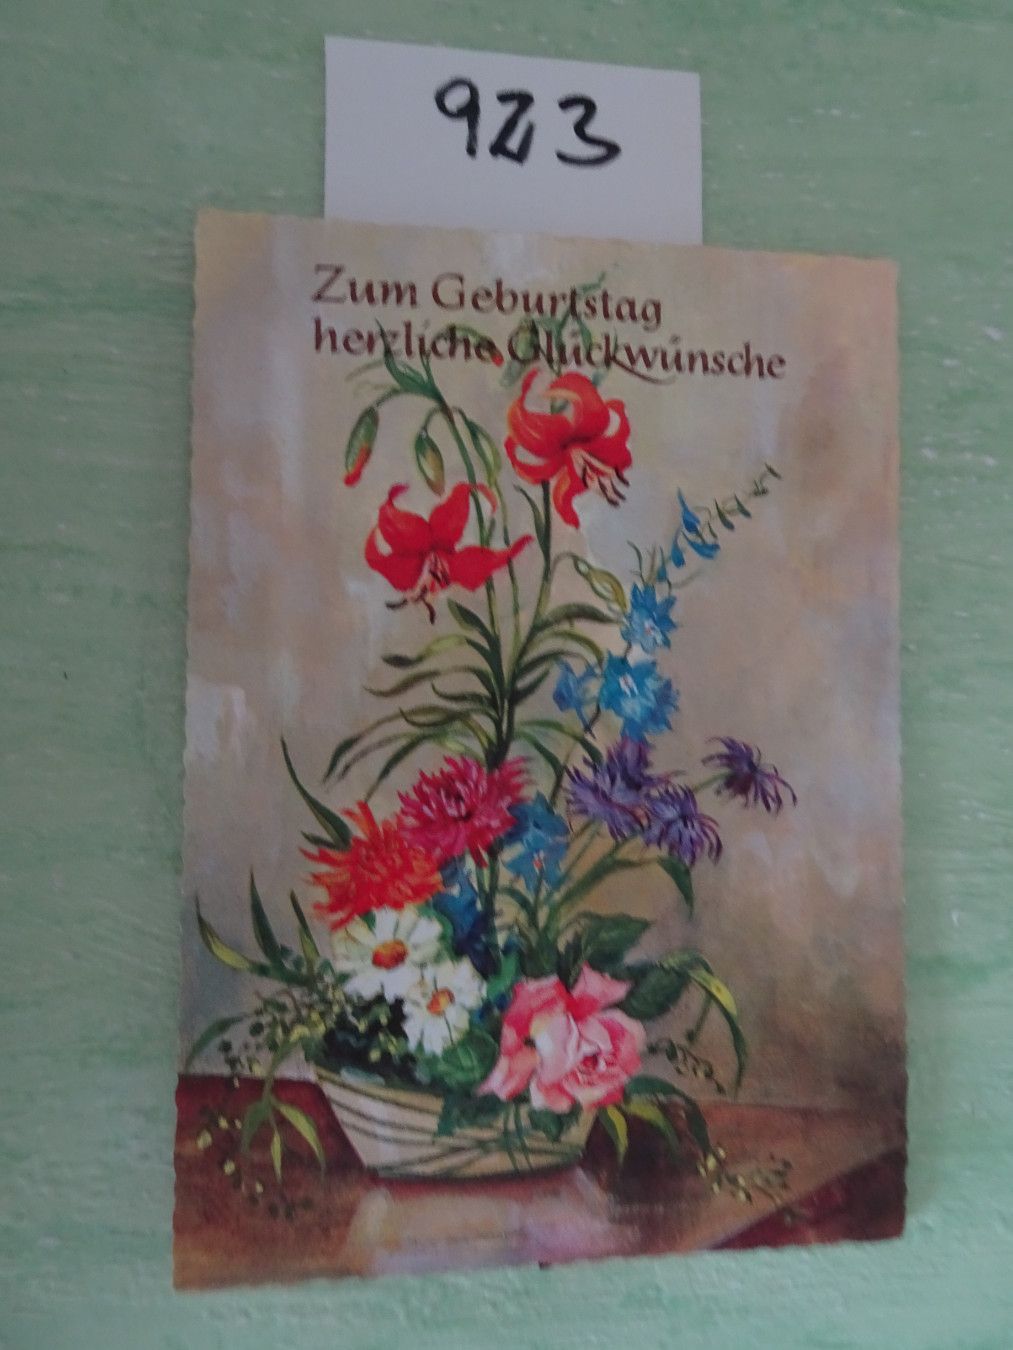 923
Zum Geburtstag
herzliche Glückwünsche